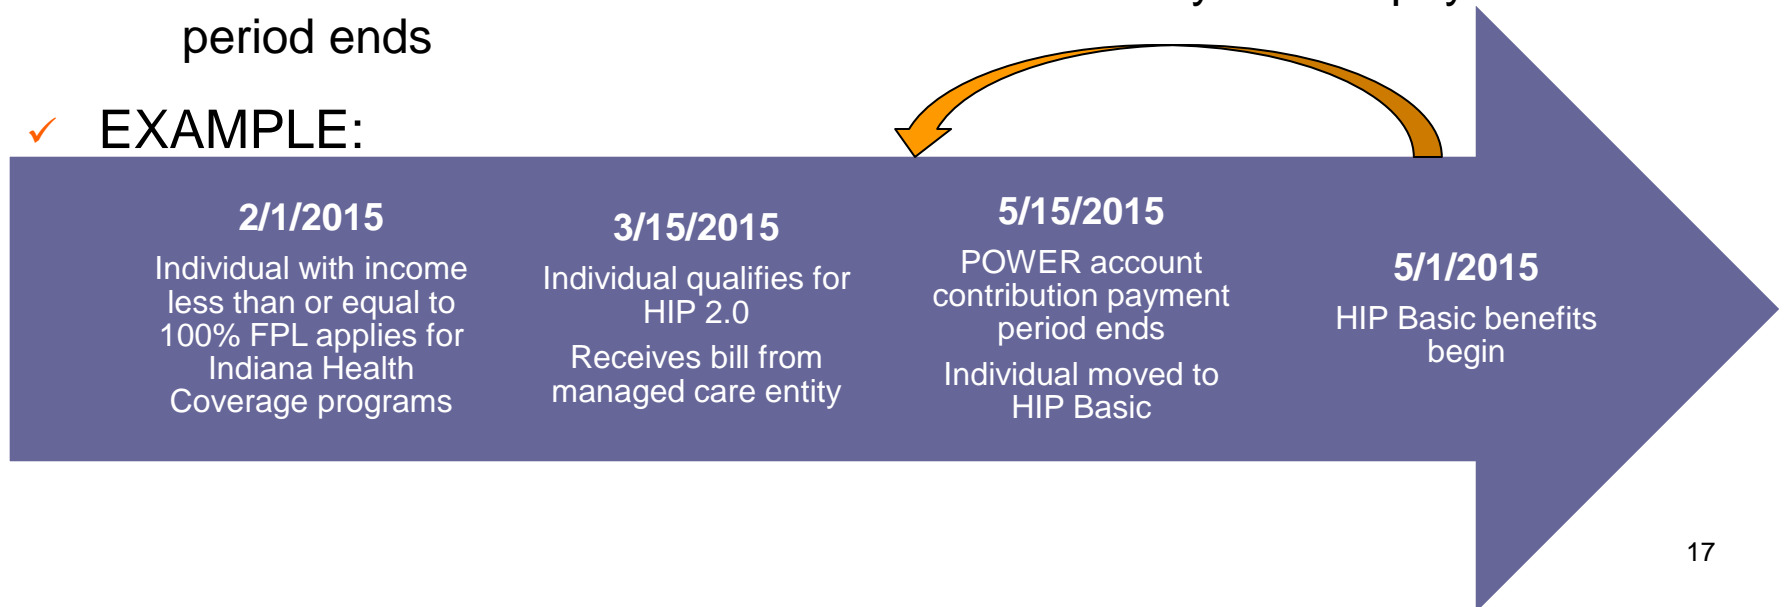 period ends
✓ EXAMPLE:
2/1/2015
Individual with income
less than or equal to
100% FPL applies for
Indiana Health
Coverage programs
3/15/2015
Individual qualifies for
HIP 2.0
Receives bill from
managed care entity
5/15/2015
POWER account
contribution payment
period ends
Individual moved to
HIP Basic
5/1/2015
HIP Basic benefits
begin
17